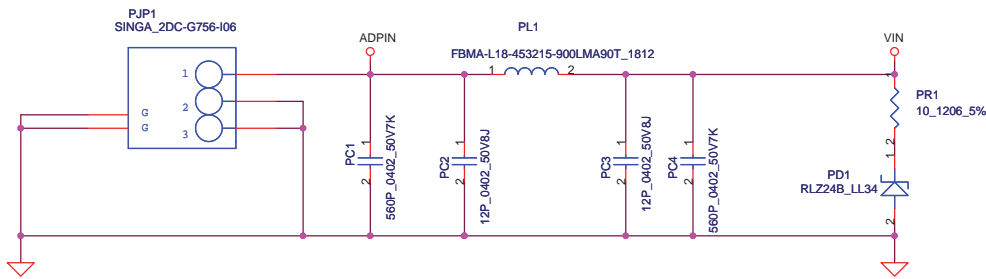 PJP1
SINGA_2DC-G756-I06
1
2
3
G
G
ADPIN
PL1
FBMA-L18-453215-900LMA90T_1812
1
2
VIN
PC1
1
2
560P_0402_50V7K
PC2
1
2
12P_0402_50V8J
PC3
1
2
12P_0402_50V8J
PC4
1
2
560P_0402_50V7K
1
PR1
10_1206_5%
2
1
PD1
RLZ24B_LL34
2